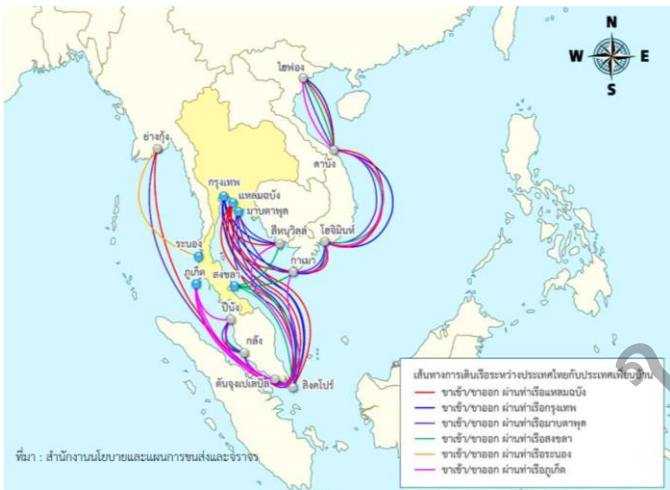 N
W E
S
ไฮฟอง
ย่างกุ้ง
ดานัง
กรุงเทพ
แหลมฉบัง
มาบตาพุด
สีหนุวิลล์
โฮจิมินห์
ระนอง
ภูเก็ต
สงขลา
กาเมา
ปีนัง
กลัง
ตันจุงเปเลปัส
สิงคโปร์
เส้นทางการเดินเรือระหว่างประเทศไทยกับประเทศเพื่อนบ้าน
ขาเข้า/ขาออก ผ่านท่าเรือแหลมฉบัง
ขาเข้า/ขาออก ผ่านท่าเรือกรุงเทพ
ขาเข้า/ขาออก ผ่านท่าเรือมาบตาพุด
ขาเข้า/ขาออก ผ่านท่าเรือสงขลา
ขาเข้า/ขาออก ผ่านท่าเรือระนอง
ขาเข้า/ขาออก ผ่านท่าเรือภูเก็ต
ที่มา : สำนักงานนโยบายและแผนการขนส่งและจราจร